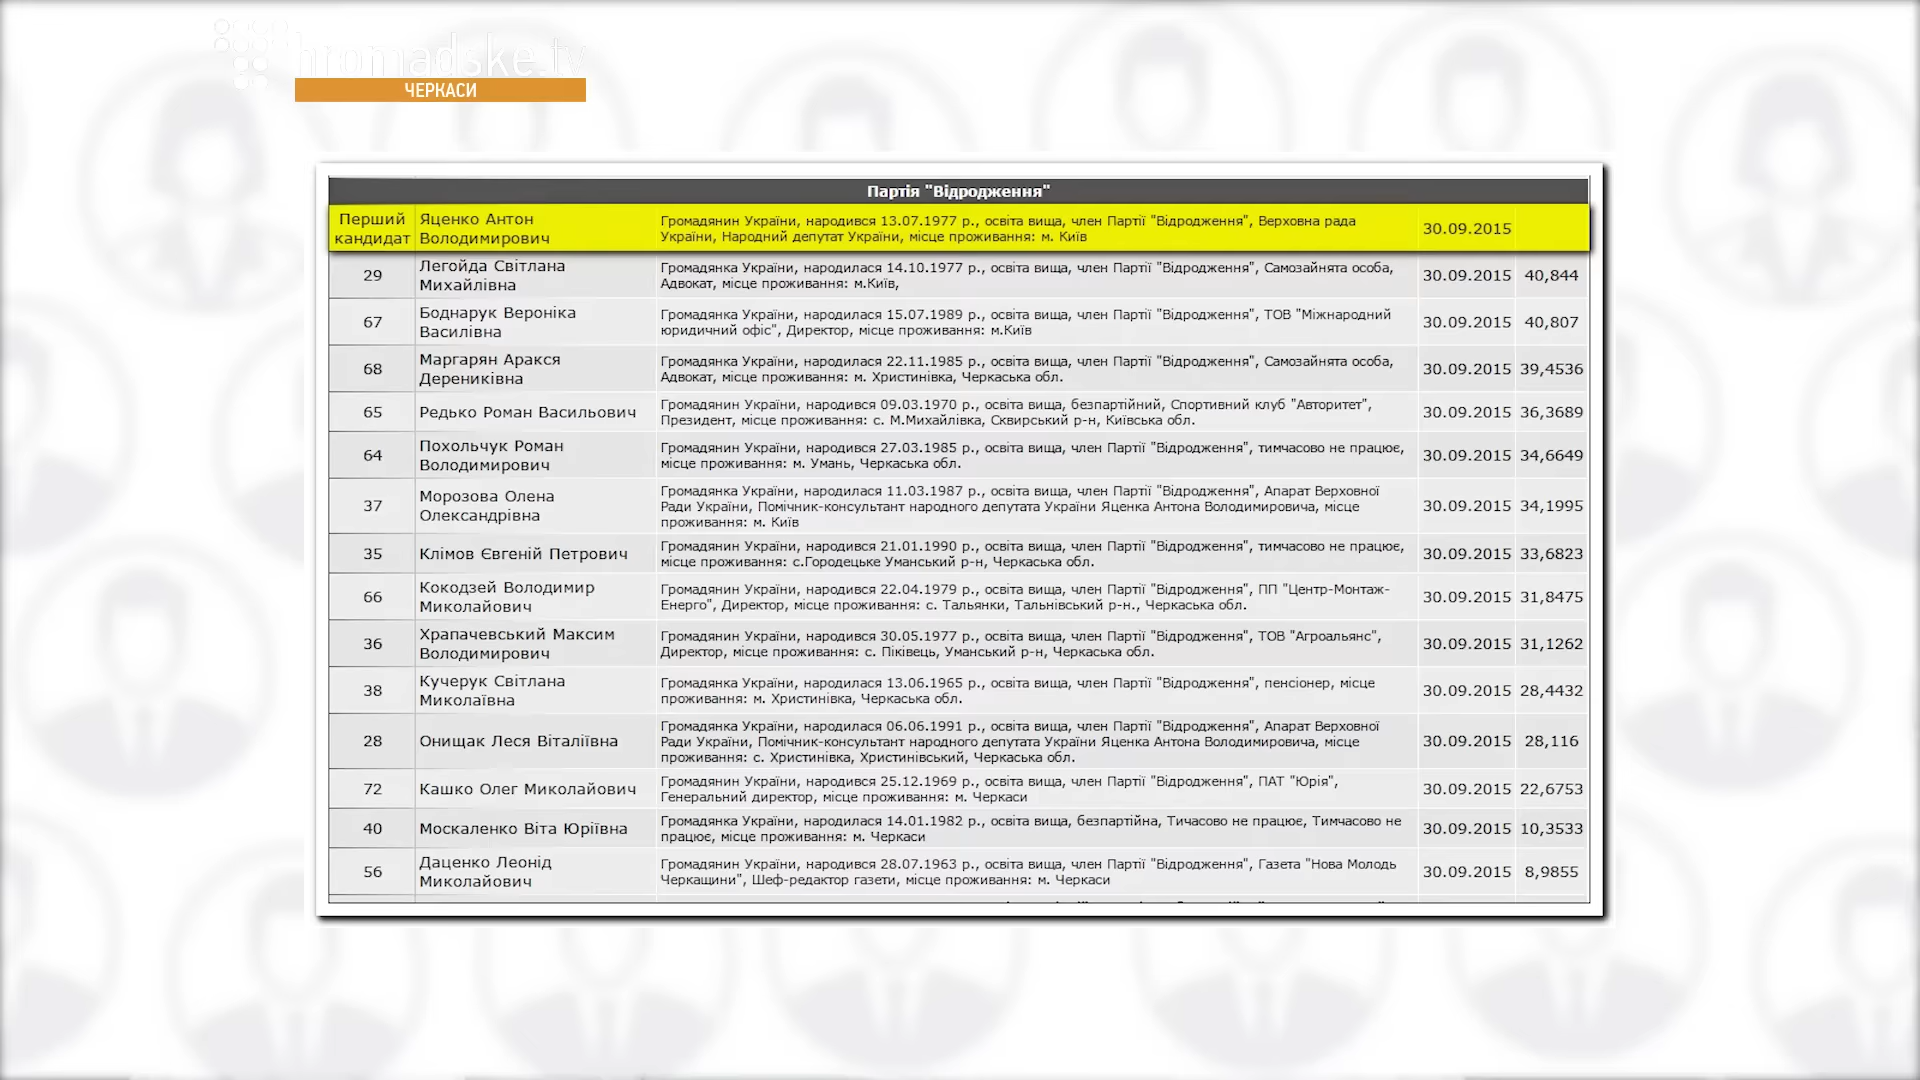 hromadske.tv
ЧЕРКАСИ
Партія "Відродження"
Перший кандидат Яценко Антон Володимирович Громадянин України, народився 13.07.1977 р., освіта вища, член Партії "Відродження", Верховна рада України, Народний депутат України, місце проживання: м. Київ 30.09.2015
29 Легойда Світлана Михайлівна Громадянка України, народилася 14.10.1977 р., освіта вища, член Партії "Відродження", Самозайнята особа, Адвокат, місце проживання: м.Київ, 30.09.2015 40,844
67 Боднарук Вероніка Василівна Громадянка України, народилася 15.07.1989 р., освіта вища, член Партії "Відродження", ТОВ "Міжнародний юридичний офіс", Директор, місце проживання: м.Київ 30.09.2015 40,807
68 Маргарян Аракся Дерениківна Громадянка України, народилася 22.11.1985 р., освіта вища, член Партії "Відродження", Самозайнята особа, Адвокат, місце проживання: м. Христинівка, Черкаська обл. 30.09.2015 39,4536
65 Редько Роман Васильович Громадянин України, народився 09.03.1970 р., освіта вища, безпартійний, Спортивний клуб "Авторитет", Президент, місце проживання: с. М.Михайлівка, Сквирський р-н, Київська обл. 30.09.2015 36,3689
64 Похольчук Роман Володимирович Громадянин України, народився 27.03.1985 р., освіта вища, член Партії "Відродження", тимчасово не працює, місце проживання: м. Умань, Черкаська обл. 30.09.2015 34,6649
37 Морозова Олена Олександрівна Громадянка України, народилася 11.03.1987 р., освіта вища, член Партії "Відродження", Апарат Верховної Ради України, Помічник-консультант народного депутата України Яценка Антона Володимировича, місце проживання: м. Київ 30.09.2015 34,1995
35 Клімов Євгеній Петрович Громадянин України, народився 21.01.1990 р., освіта вища, член Партії "Відродження", тимчасово не працює, місце проживання: с.Городецьке Уманський р-н, Черкаська обл. 30.09.2015 33,6823
66 Кокодзей Володимир Миколайович Громадянин України, народився 22.04.1979 р., освіта вища, член Партії "Відродження", ПП "Центр-Монтаж-Енерго", Директор, місце проживання: с. Тальянки, Тальнівський р-н., Черкаська обл. 30.09.2015 31,8475
36 Храпачевський Максим Володимирович Громадянин України, народився 30.05.1977 р., освіта вища, член Партії "Відродження", ТОВ "Агроальянс", Директор, місце проживання: с. Піківець, Уманський р-н, Черкаська обл. 30.09.2015 31,1262
38 Кучерук Світлана Миколаївна Громадянка України, народилася 13.06.1965 р., освіта вища, член Партії "Відродження", пенсіонер, місце проживання: м. Христинівка, Черкаська обл. 30.09.2015 28,4432
28 Онищак Леся Віталіївна Громадянка України, народилася 06.06.1991 р., освіта вища, член Партії "Відродження", Апарат Верховної Ради України, Помічник-консультант народного депутата України Яценка Антона Володимировича, місце проживання: с. Христинівка, Христинівський, Черкаська обл. 30.09.2015 28,116
72 Кашко Олег Миколайович Громадянин України, народився 25.12.1969 р., освіта вища, член Партії "Відродження", ПАТ "Юрія", Генеральний директор, місце проживання: м. Черкаси 30.09.2015 22,6753
40 Москаленко Віта Юріївна Громадянка України, народилася 14.01.1982 р., освіта вища, безпартійна, Тичасово не працює, Тимчасово не працює, місце проживання: м. Черкаси 30.09.2015 10,3533
56 Даценко Леонід Миколайович Громадянин України, народився 28.07.1963 р., освіта вища, член Партії "Відродження", Газета "Нова Молодь Черкащини", Шеф-редактор газети, місце проживання: м. Черкаси 30.09.2015 8,9855